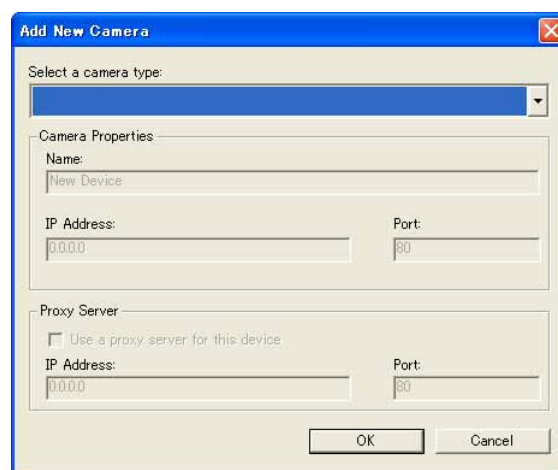 Add New Camera
Select a camera type:
Camera Properties
Name:
New Device
IP Address: Port:
0.0.0.0 80
Proxy Server
Use a proxy server for this device
IP Address: Port:
0.0.0.0 80
OK Cancel